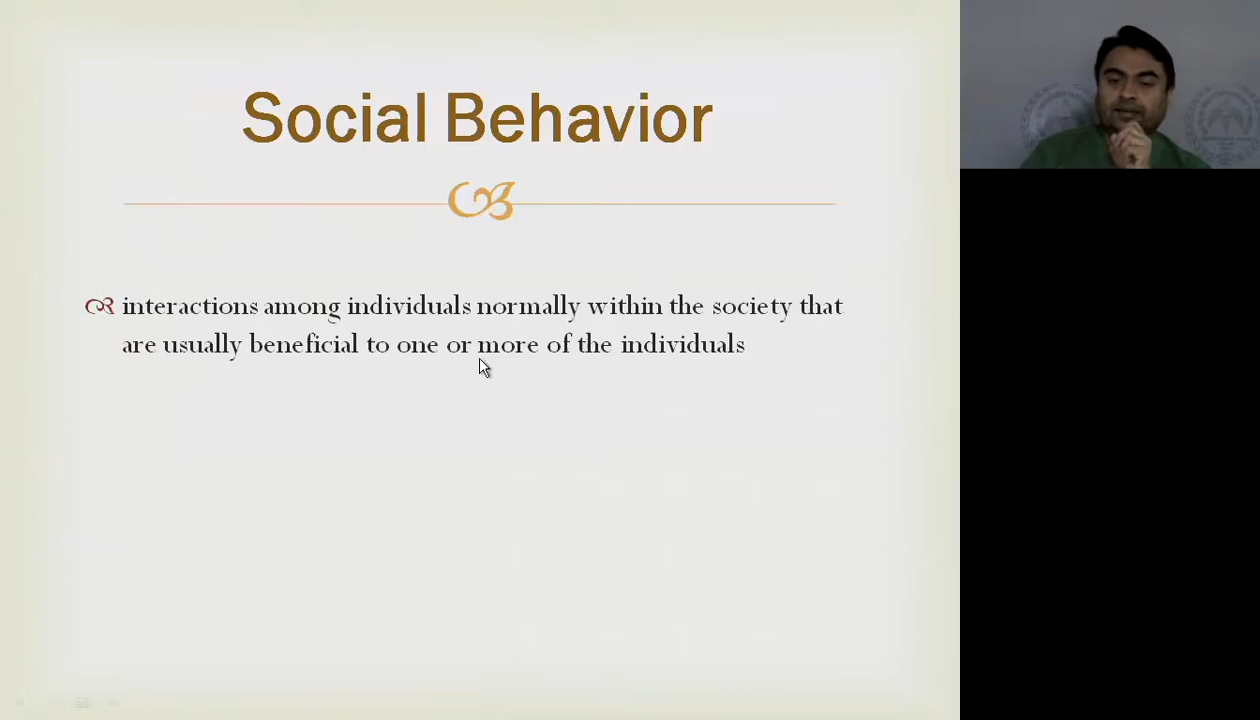 Social Behavior
interactions among individuals normally within the society that
are usually beneficial to one or more of the individuals